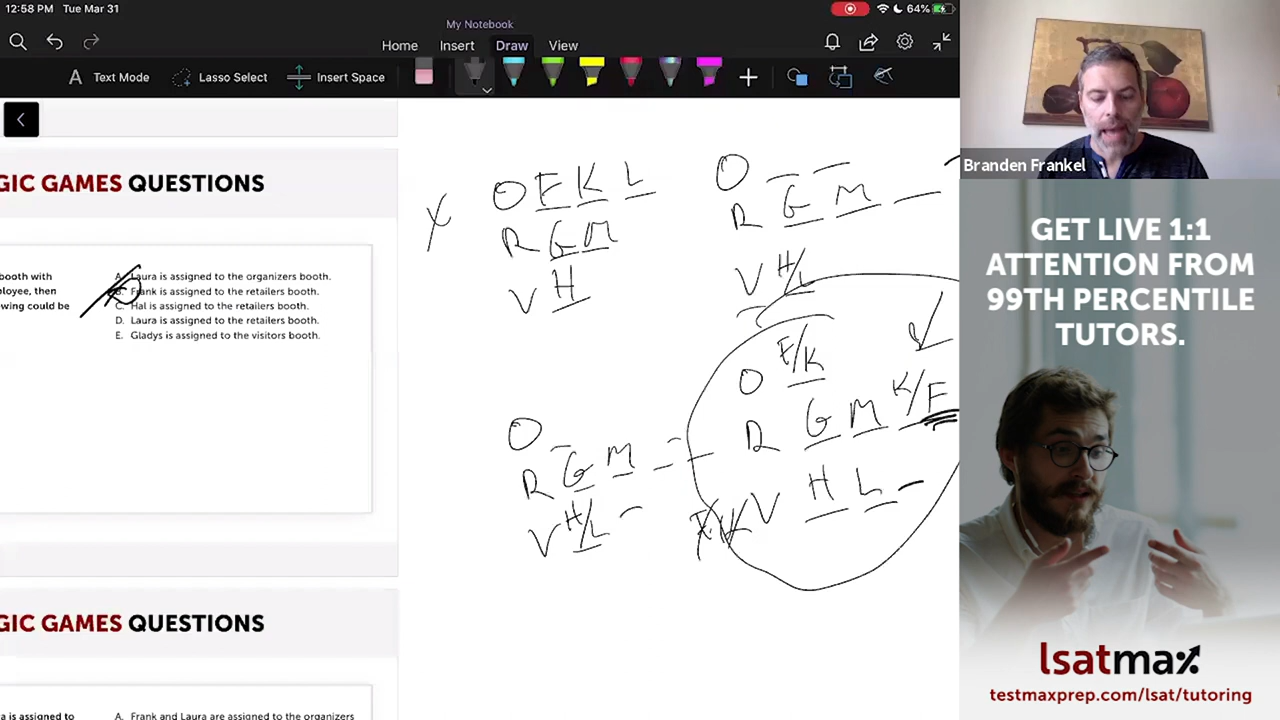 12:58 PM Tue Mar 31
64%
My Notebook
Home Insert Draw View
A Text Mode Lasso Select Insert Space
Branden Frankel
GIC GAMES QUESTIONS
booth with
ployee, then
owing could be
A. Laura is assigned to the organizers booth.
B. Frank is assigned to the retailers booth.
C. Hal is assigned to the retailers booth.
D. Laura is assigned to the retailers booth.
E. Gladys is assigned to the visitors booth.
X O F K L
R G M
V H
O
R G M
V H/L
O
R G M
V H/L
O F/K
R G M K/F
V H L
GIC GAMES QUESTIONS
a is assigned to
A. Frank and Laura are assigned to the organizers
GET LIVE 1:1
ATTENTION FROM
99TH PERCENTILE
TUTORS.
lsatmax
testmaxprep.com/lsat/tutoring